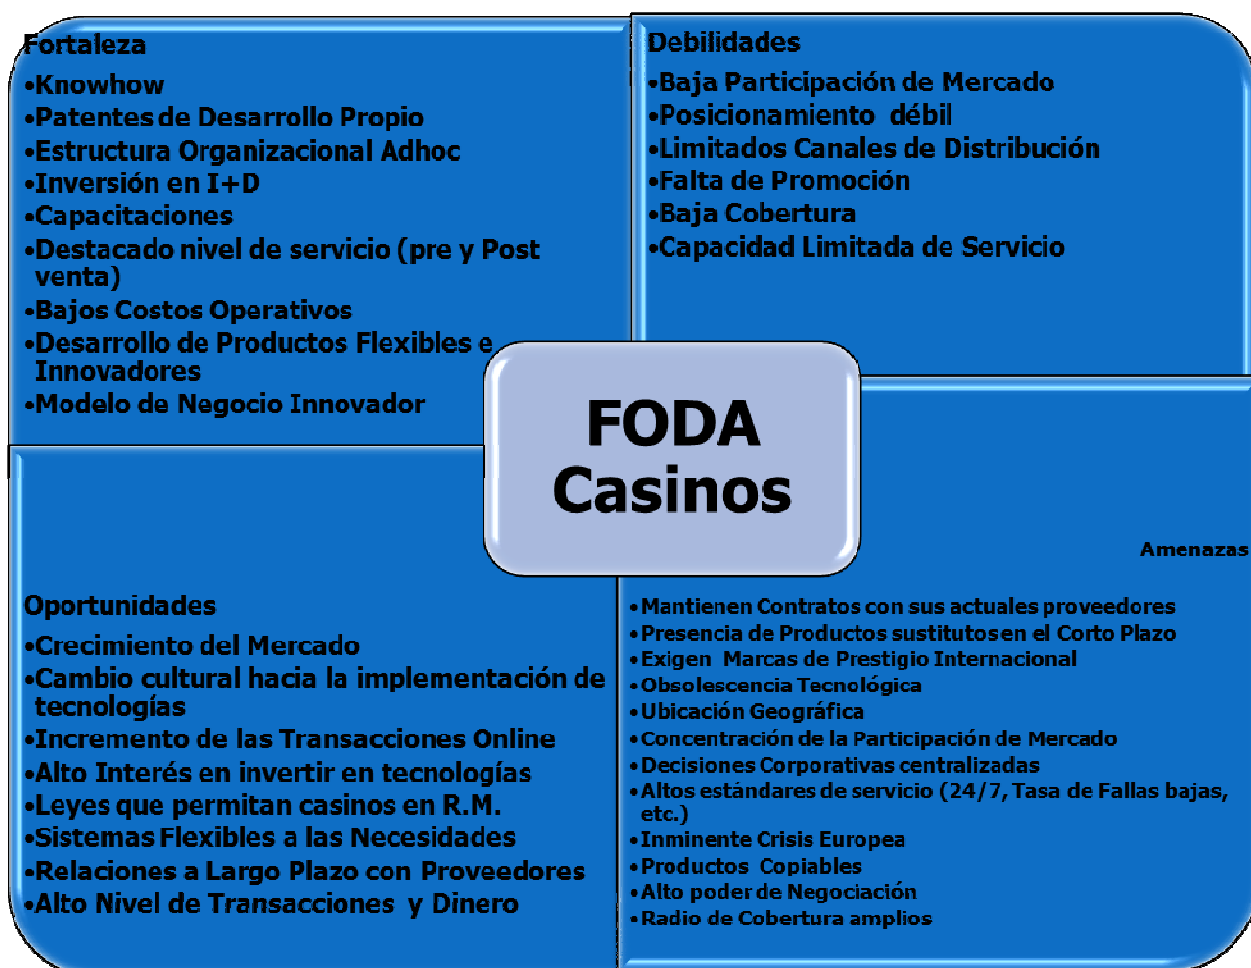 Fortaleza
•Knowhow
•Patentes de Desarrollo Propio
•Estructura Organizacional Adhoc
•Inversión en I+D
•Capacitaciones
•Destacado nivel de servicio (pre y Post
venta)
•Bajos Costos Operativos
•Desarrollo de Productos Flexibles e
Innovadores
•Modelo de Negocio Innovador
Debilidades
•Baja Participación de Mercado
•Posicionamiento débil
•Limitados Canales de Distribución
•Falta de Promoción
•Baja Cobertura
•Capacidad Limitada de Servicio
FODA
Casinos
Oportunidades
•Crecimiento del Mercado
•Cambio cultural hacia la implementación de
tecnologías
•Incremento de las Transacciones Online
•Alto Interés en invertir en tecnologías
•Leyes que permitan casinos en R.M.
•Sistemas Flexibles a las Necesidades
•Relaciones a Largo Plazo con Proveedores
•Alto Nivel de Transacciones y Dinero
Amenazas
•Mantienen Contratos con sus actuales proveedores
•Presencia de Productos sustitutos en el Corto Plazo
•Exigen Marcas de Prestigio Internacional
•Obsolescencia Tecnológica
•Ubicación Geográfica
•Concentración de la Participación de Mercado
•Decisiones Corporativas centralizadas
•Altos estándares de servicio (24/7, Tasa de Fallas bajas,
etc.)
•Inminente Crisis Europea
•Productos Copiables
•Alto poder de Negociación
•Radio de Cobertura amplios